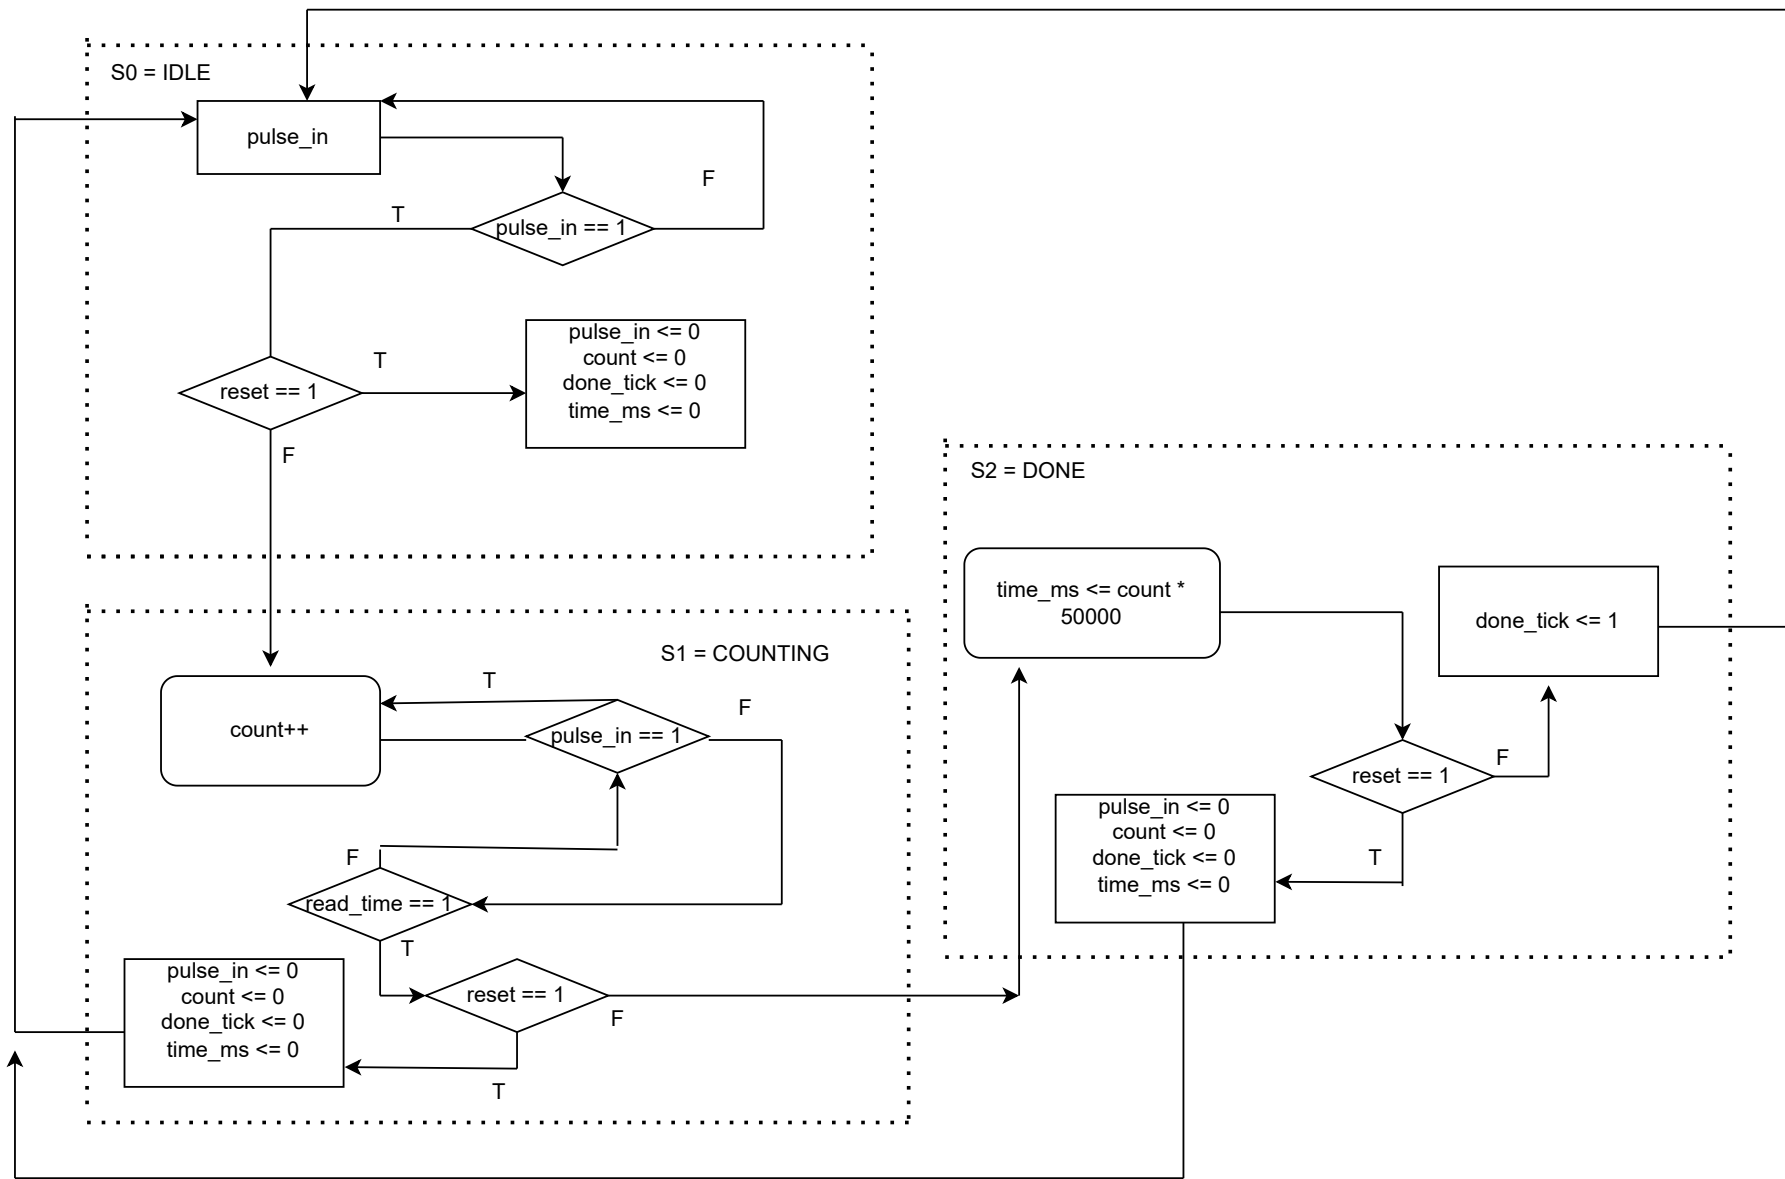 S0 = IDLE
pulse_in
F
T
pulse_in == 1
pulse_in <= 0
count <= 0
done_tick <= 0
time_ms <= 0
T
reset == 1
F
S1 = COUNTING
T
F
count++
pulse_in == 1
F
read_time == 1
T
pulse_in <= 0
count <= 0
done_tick <= 0
time_ms <= 0
reset == 1
F
T
S2 = DONE
time_ms <= count *
50000
done_tick <= 1
F
reset == 1
pulse_in <= 0
count <= 0
done_tick <= 0
time_ms <= 0
T